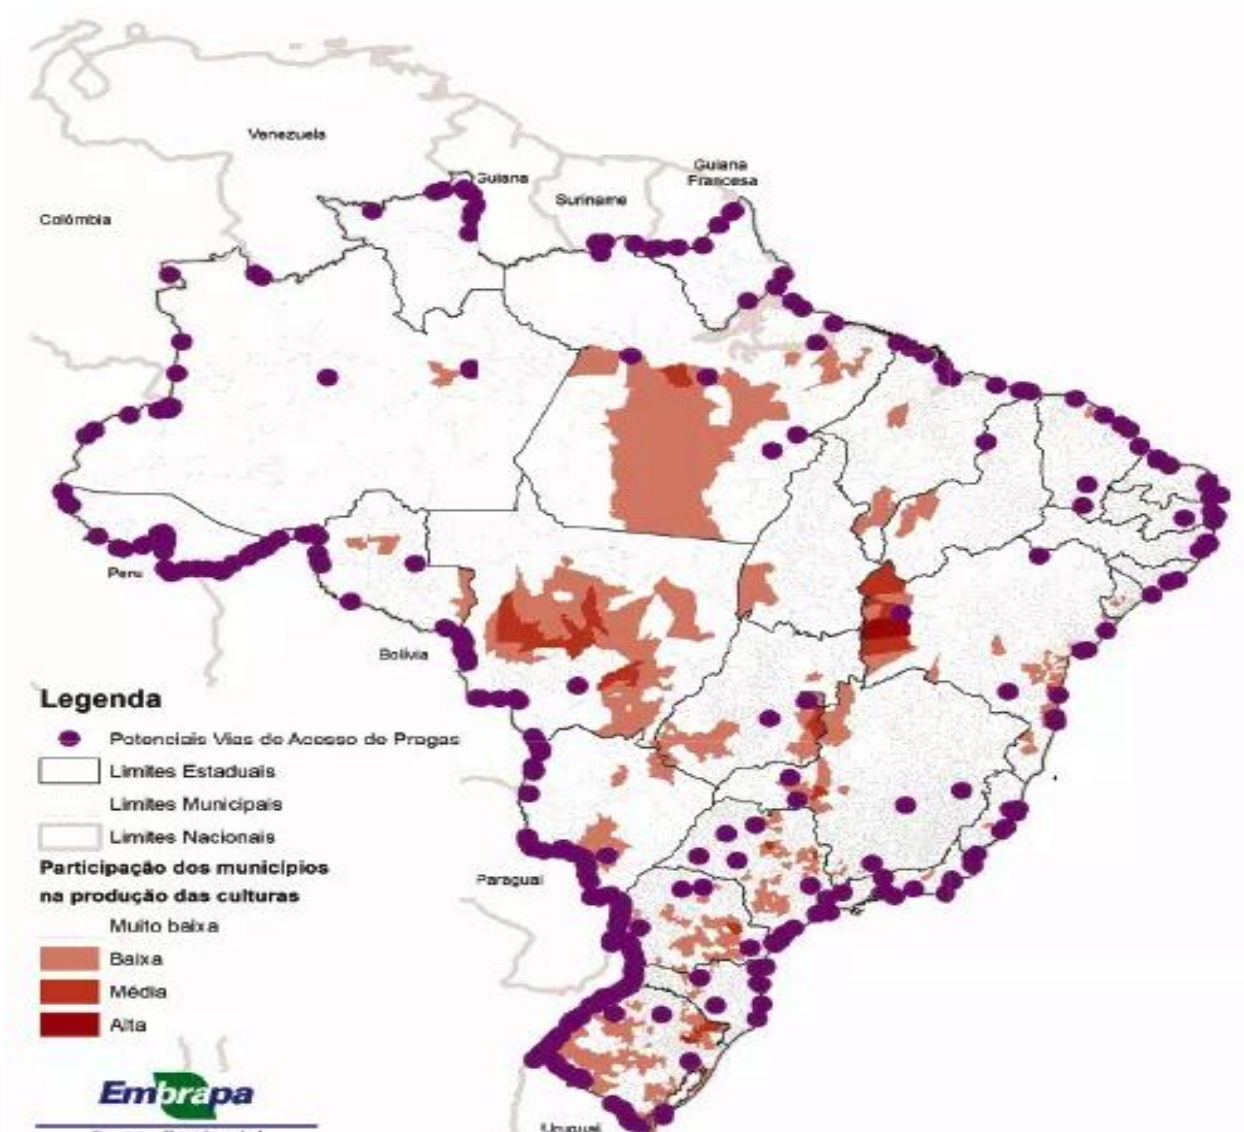 Venezuela
Guiana
Guiana
Francesa
Suriname
Colômbia
Peru
Bolívia
Legenda
Potenciais Vias de Acesso de Pragas
Limites Estaduais
Limites Municipais
Limites Nacionais
Participação dos municípios
na produção das culturas
Muito baixa
Baixa
Média
Alta
Paraguai
Embrapa
Uruguai